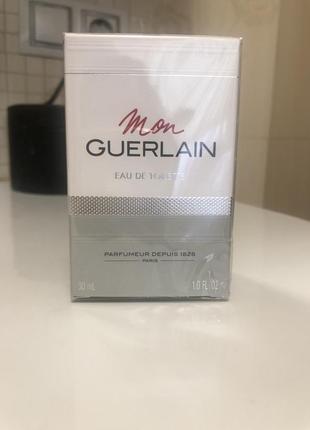 Mon
GUERLAIN
EAU DE TOILETTE
PARFUMEUR DEPUIS 1828
PARIS
30 mL 1.0 FL. OZ